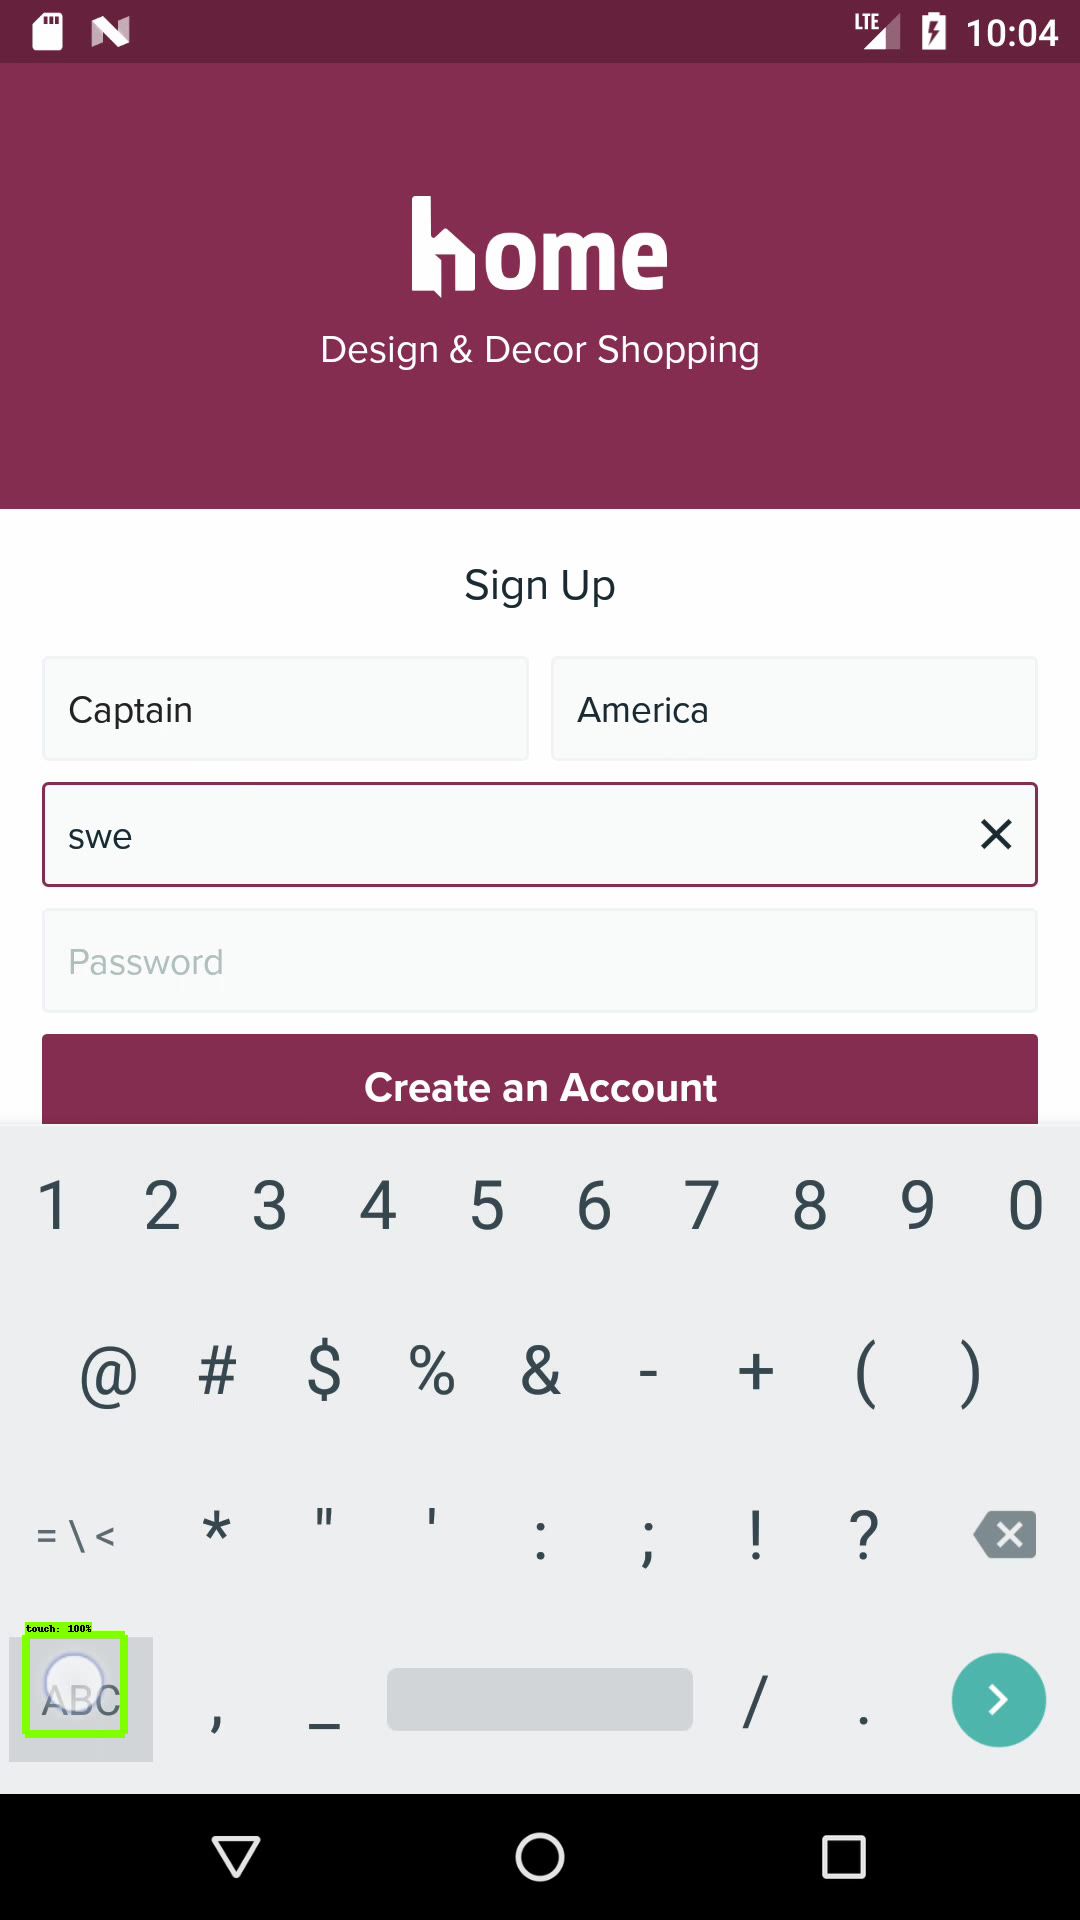 LTE 10:04
home
Design & Decor Shopping
Sign Up
Captain America
swe
Password
Create an Account
1 2 3 4 5 6 7 8 9 0
@ # $ % & - + ( )
= \ < * " ' : ; ! ?
touch: 100%
ABC , _ / .